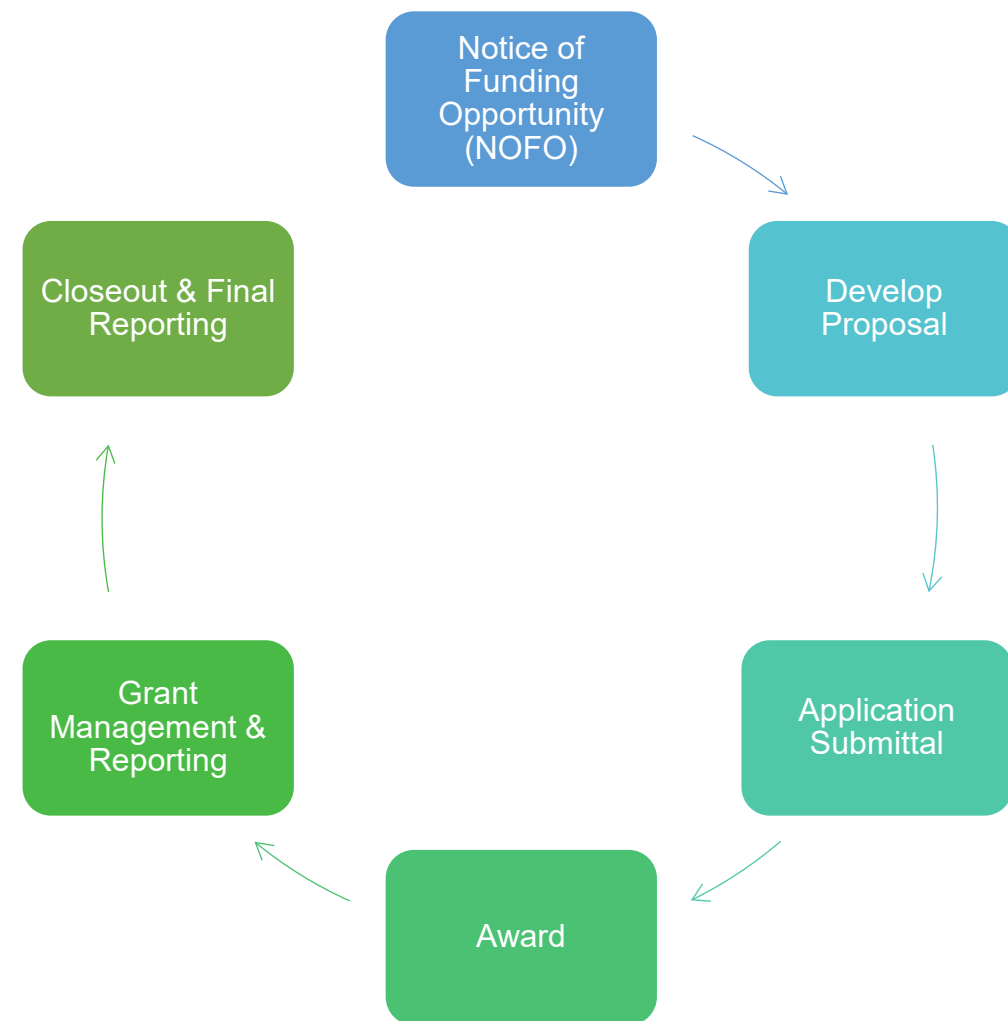 Notice of
Funding
Opportunity
(NOFO)
Develop
Proposal
Application
Submittal
Award
Grant
Management &
Reporting
Closeout & Final
Reporting